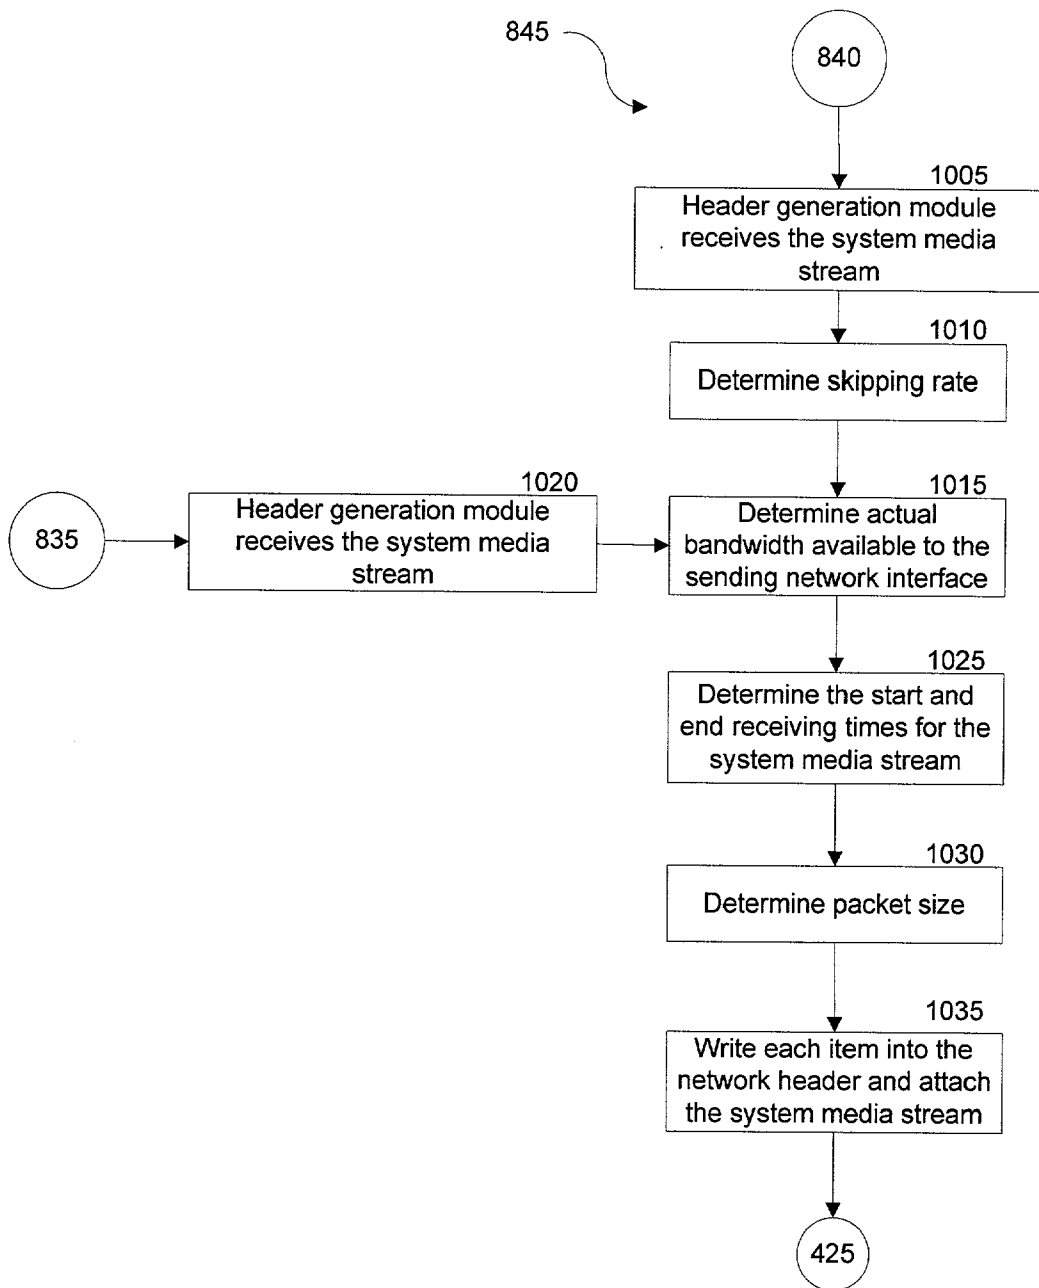 845
840
1005
Header generation module
receives the system media
stream
1010
Determine skipping rate
1020
Header generation module
receives the system media
stream
835
1015
Determine actual
bandwidth available to the
sending network interface
1025
Determine the start and
end receiving times for the
system media stream
1030
Determine packet size
1035
Write each item into the
network header and attach
the system media stream
425